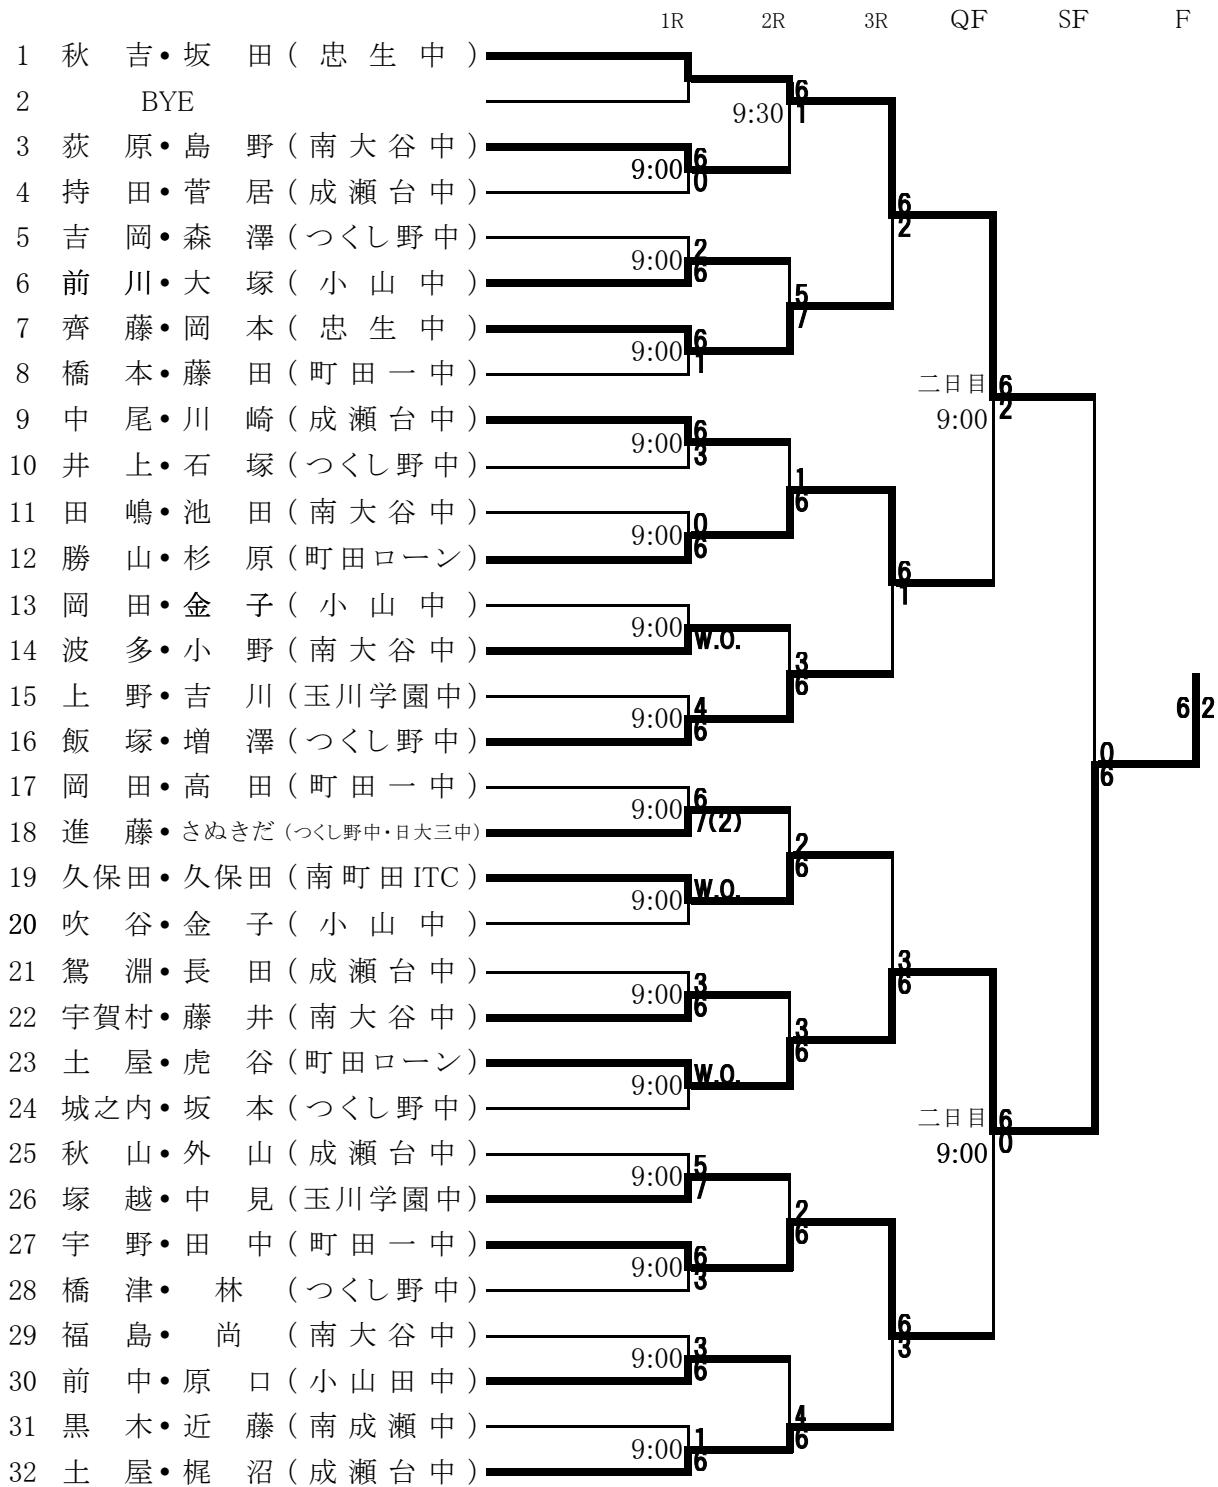 1R 2R 3R QF SF F
1 秋 吉・坂 田 ( 忠 生 中 )
2 BYE
6
1
9:30
3 荻 原・島 野 ( 南 大 谷 中 )
9:00 6
0
4 持 田・菅 居 ( 成 瀬 台 中 )
6
2
5 吉 岡・森 澤 ( つくし 野 中 )
9:00 2
6
6 前 川・大 塚 ( 小 山 中 )
5
7
7 齊 藤・岡 本 ( 忠 生 中 )
9:00 6
1
8 橋 本・藤 田 ( 町 田 一 中 )
二日目 6
9:00 2
9 中 尾・川 崎 ( 成 瀬 台 中 )
9:00 6
3
10 井 上・石 塚 ( つくし 野 中 )
1
6
11 田 嶋・池 田 ( 南 大 谷 中 )
9:00 0
6
12 勝 山・杉 原 ( 町田ローン )
6
1
13 岡 田・金 子 ( 小 山 中 )
9:00 W.O.
14 波 多・小 野 ( 南 大 谷 中 )
3
6
15 上 野・吉 川 ( 玉川学園中 )
9:00 4
6
16 飯 塚・増 澤 ( つくし 野 中 )
6 2
0
6
17 岡 田・高 田 ( 町 田 一 中 )
9:00 6
7(2)
18 進 藤・さぬきだ (つくし野中・日大三中)
2
6
19 久保田・久保田 ( 南 町 田 ITC )
9:00 W.O.
20 吹 谷・金 子 ( 小 山 中 )
3
6
21 鴛 淵・長 田 ( 成 瀬 台 中 )
9:00 3
6
22 宇賀村・藤 井 ( 南 大 谷 中 )
3
6
23 土 屋・虎 谷 ( 町田ローン )
9:00 W.O.
24 城之内・坂 本 ( つくし 野 中 )
二日目 6
9:00 0
25 秋 山・外 山 ( 成 瀬 台 中 )
9:00 5
7
26 塚 越・中 見 ( 玉川学園中 )
2
6
27 宇 野・田 中 ( 町 田 一 中 )
9:00 6
3
28 橋 津・ 林 ( つくし 野 中 )
6
3
29 福 島・ 尚 ( 南 大 谷 中 )
9:00 3
6
30 前 中・原 口 ( 小 山 田 中 )
4
6
31 黒 木・近 藤 ( 南 成 瀬 中 )
9:00 1
6
32 土 屋・梶 沼 ( 成 瀬 台 中 )